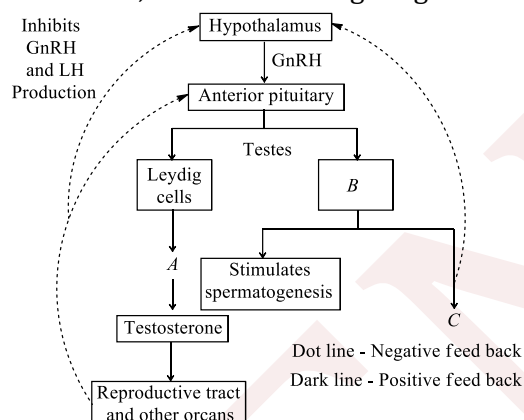 Inhibits
GnRH
and LH
Production
Hypothalamus
GnRH
Anterior pituitary
Testes
Leydig
cells
B
A
Stimulates
spermatogenesis
C
Testosterone
Dot line - Negative feed back
Dark line - Positive feed back
Reproductive tract
and other organs